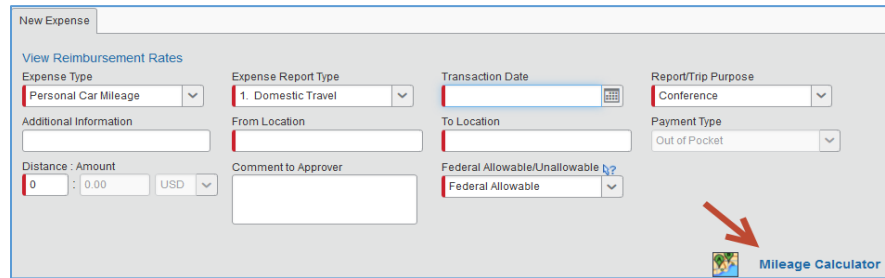 New Expense
View Reimbursement Rates
Expense Type Expense Report Type Transaction Date Report/Trip Purpose
Personal Car Mileage 1. Domestic Travel Conference
Additional Information From Location To Location Payment Type
Out of Pocket
Distance : Amount Comment to Approver Federal Allowable/Unallowable ?
0 : 0.00 USD Federal Allowable
Mileage Calculator